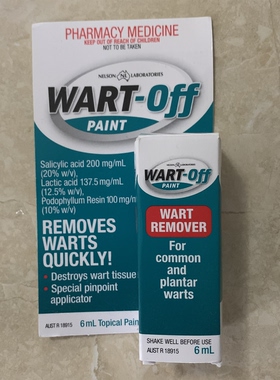 PHARMACY MEDICINE
KEEP OUT OF REACH OF CHILDREN
NOT TO BE TAKEN
NELSON LABORATORIES
WART-Off
PAINT
Salicylic acid 200 mg/mL
(20% w/v),
Lactic acid 137.5 mg/mL
(12.5% w/v),
Podophyllum Resin 100 mg/m
(10% w/v)
REMOVES
WARTS
QUICKLY!
• Destroys wart tissue
• Special pinpoint
applicator
AUST R 18915
6 mL Topical Pain
NELSON LABORATORIES
WART-Off
PAINT
WART
REMOVER
For
common
and
plantar
warts
SHAKE WELL BEFORE USE
AUST R 18915
6 mL